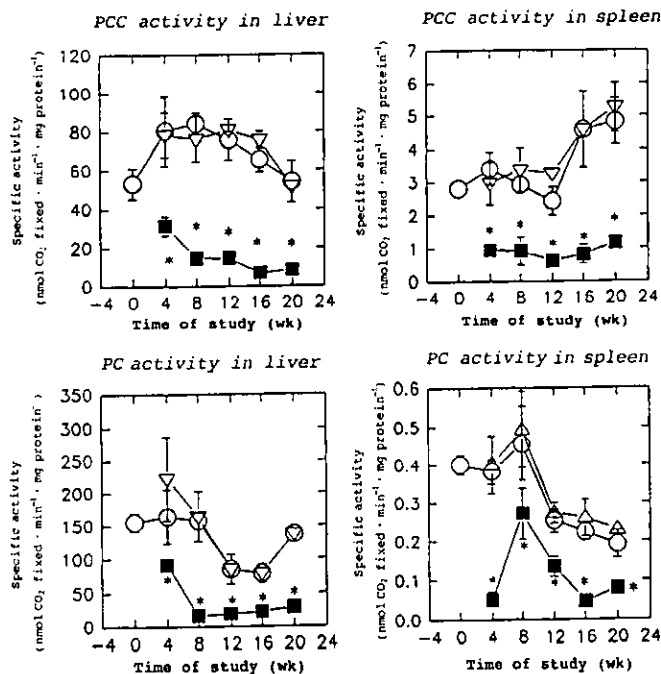 PCC activity in liver
PCC activity in spleen
Specific activity
(nmol CO₂ fixed · min⁻¹ · mg protein⁻¹)
120
100
80
60
40
20
0
* * * * *
-4 0 4 8 12 16 20 24
Time of study (wk)
Specific activity
(nmol CO₂ fixed · min⁻¹ · mg protein⁻¹)
7
6
5
4
3
2
1
0
* * * * *
-4 0 4 8 12 16 20 24
Time of study (wk)
PC activity in liver
PC activity in spleen
Specific activity
(nmol CO₂ fixed · min⁻¹ · mg protein⁻)
350
300
250
200
150
100
50
0
* * * * *
-4 0 4 8 12 16 20 24
Time of study (wk)
Specific activity
(nmol CO₂ fixed · min⁻¹ · mg protein⁻¹)
0.6
0.5
0.4
0.3
0.2
0.1
0.0
* * * * *
-4 0 4 8 12 16 20 24
Time of study (wk)